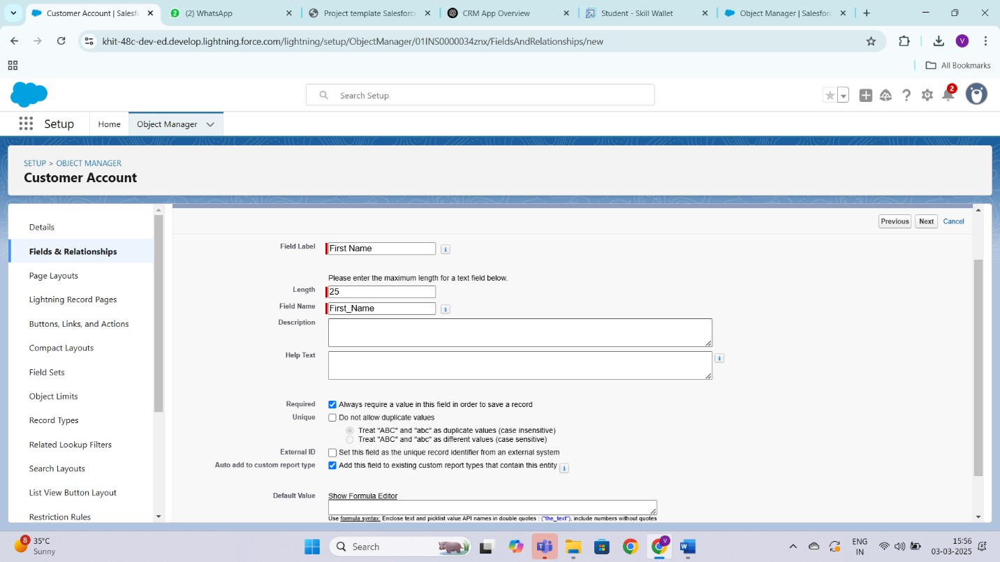 Customer Account | Salesf
(2) WhatsApp
Project template Salesforce
CRM App Overview
Student - Skill Wallet
Object Manager | Salesforc
khit-48c-dev-ed.develop.lightning.force.com/lightning/setup/ObjectManager/01INS0000034znx/FieldsAndRelationships/new
V
All Bookmarks
Search Setup
2
Setup
Home
Object Manager
SETUP > OBJECT MANAGER
Customer Account
Details
Fields & Relationships
Page Layouts
Lightning Record Pages
Buttons, Links, and Actions
Compact Layouts
Field Sets
Object Limits
Record Types
Related Lookup Filters
Search Layouts
List View Button Layout
Restriction Rules
Previous Next Cancel
Field Label First Name
Please enter the maximum length for a text field below.
Length 25
Field Name First_Name
Description
Help Text
Required Always require a value in this field in order to save a record
Unique Do not allow duplicate values
Treat "ABC" and "abc" as duplicate values (case insensitive)
Treat "ABC" and "abc" as different values (case sensitive)
External ID Set this field as the unique record identifier from an external system
Auto add to custom report type Add this field to existing custom report types that contain this entity
Default Value Show Formula Editor
Use formula syntax: Enclose text and picklist value API names in double quotes : ("the_text"), include numbers without quotes
8
35°C
Sunny
Search
V
ENG
IN
15:56
03-03-2025